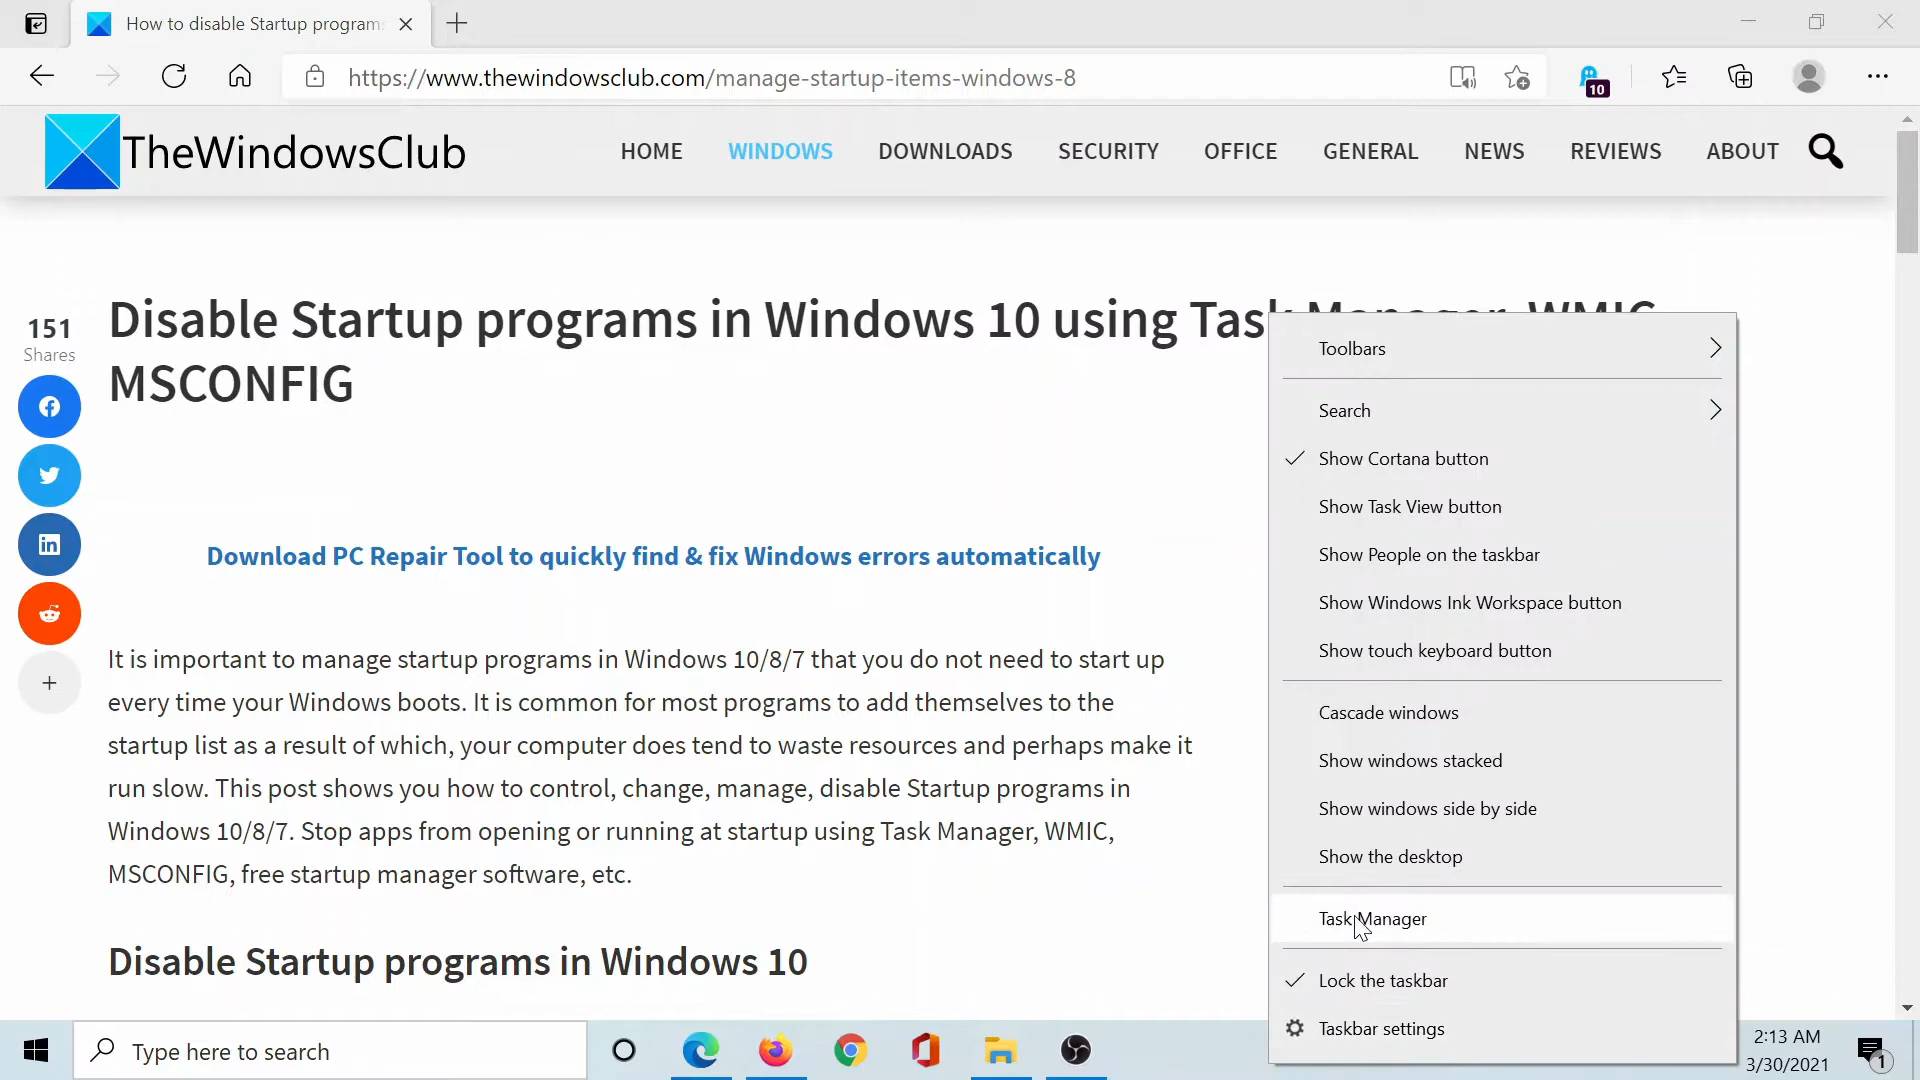 How to disable Startup program
https://www.thewindowsclub.com/manage-startup-items-windows-8
10
TheWindowsClub
HOME WINDOWS DOWNLOADS SECURITY OFFICE GENERAL NEWS REVIEWS ABOUT
151
Shares
Disable Startup programs in Windows 10 using Task Manager, WMIC,
MSCONFIG
Download PC Repair Tool to quickly find & fix Windows errors automatically
It is important to manage startup programs in Windows 10/8/7 that you do not need to start up
every time your Windows boots. It is common for most programs to add themselves to the
startup list as a result of which, your computer does tend to waste resources and perhaps make it
run slow. This post shows you how to control, change, manage, disable Startup programs in
Windows 10/8/7. Stop apps from opening or running at startup using Task Manager, WMIC,
MSCONFIG, free startup manager software, etc.
Disable Startup programs in Windows 10
Toolbars
Search
Show Cortana button
Show Task View button
Show People on the taskbar
Show Windows Ink Workspace button
Show touch keyboard button
Cascade windows
Show windows stacked
Show windows side by side
Show the desktop
Task Manager
Lock the taskbar
Taskbar settings
Type here to search
2:13 AM
3/30/2021
1